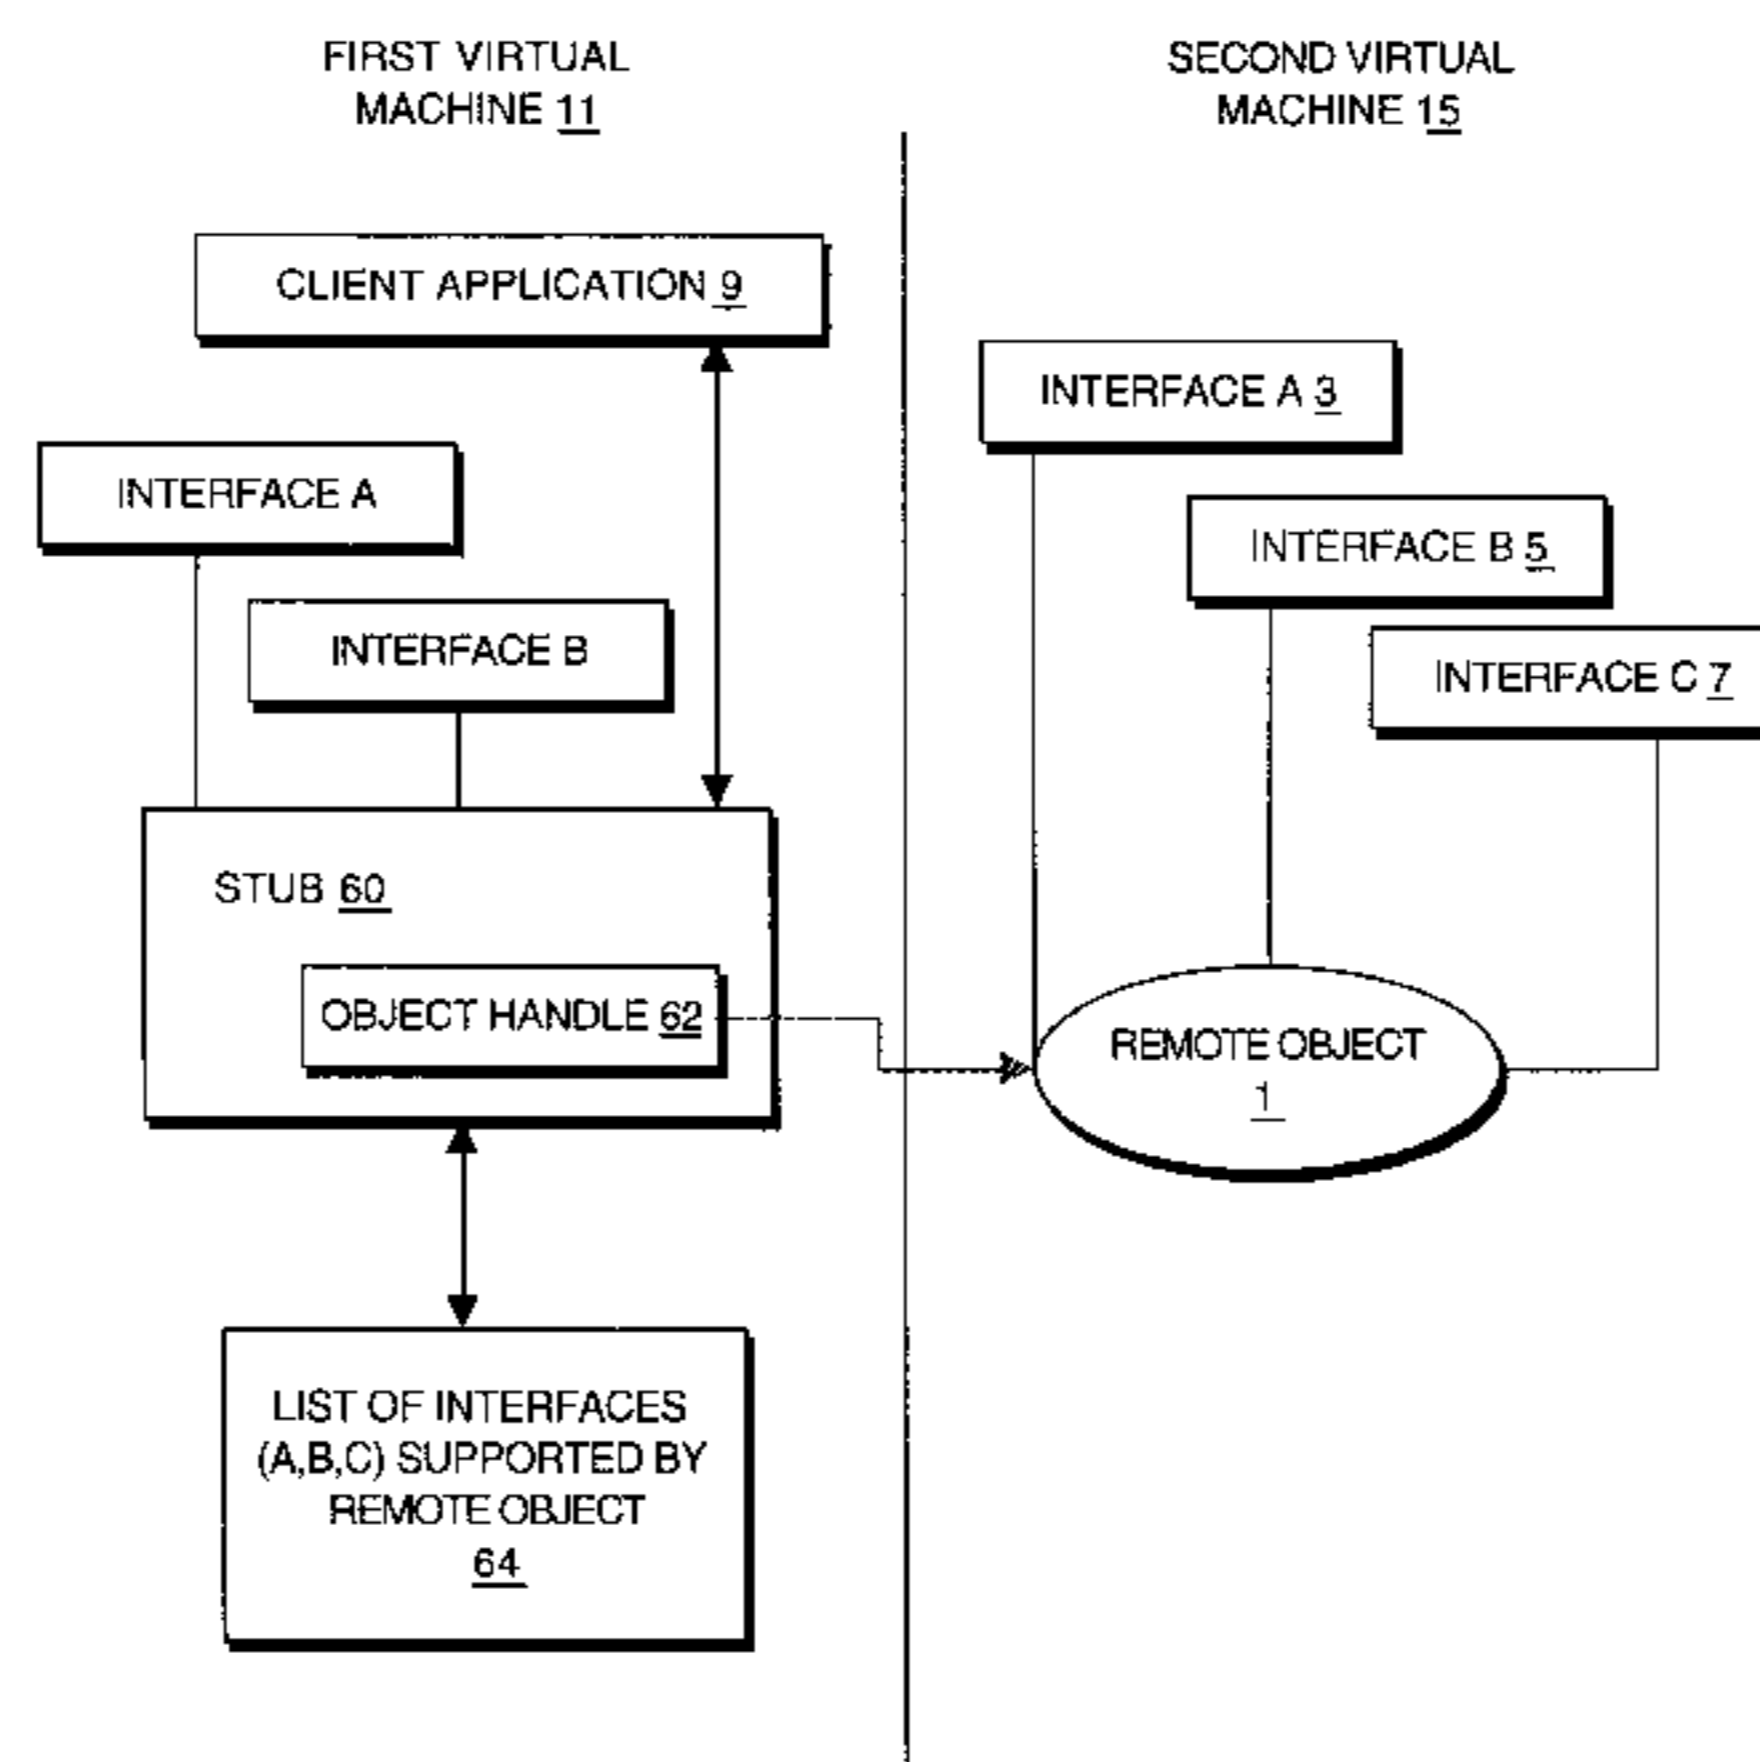 FIRST VIRTUAL
MACHINE 11
SECOND VIRTUAL
MACHINE 15
CLIENT APPLICATION 9
INTERFACE A
INTERFACE B
STUB 60
OBJECT HANDLE 62
LIST OF INTERFACES
(A,B,C) SUPPORTED BY
REMOTE OBJECT
64
INTERFACE A 3
INTERFACE B 5
INTERFACE C 7
REMOTE OBJECT
1